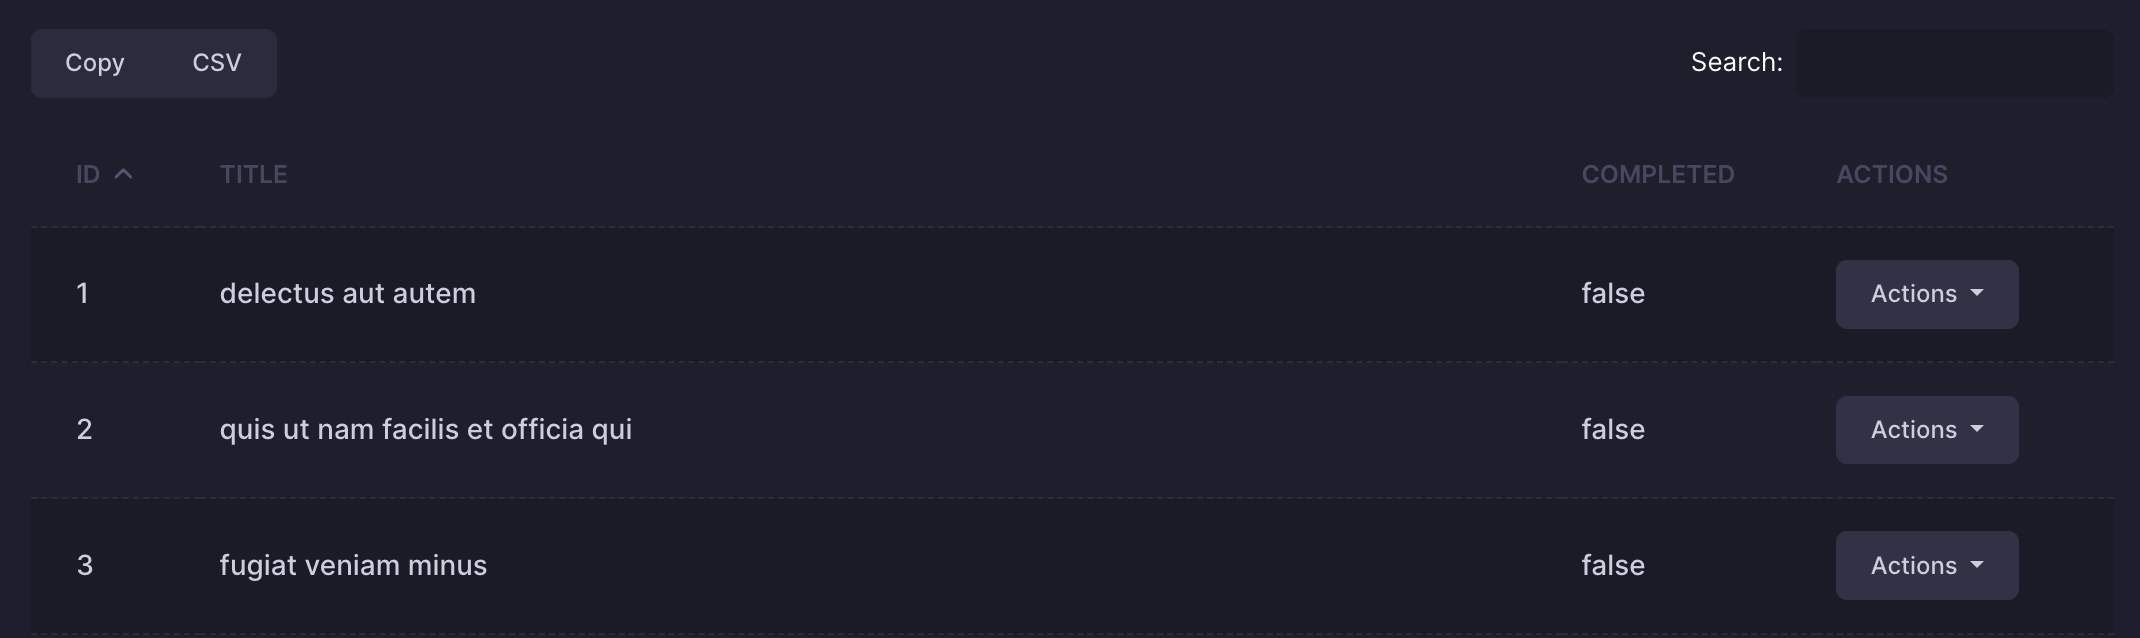 Copy CSV Search:
ID TITLE COMPLETED ACTIONS
1 delectus aut autem false Actions
2 quis ut nam facilis et officia qui false Actions
3 fugiat veniam minus false Actions